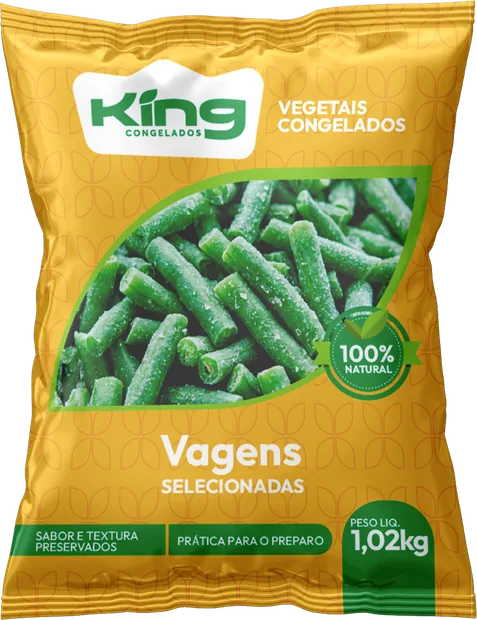 King
CONGELADOS
VEGETAIS
CONGELADOS
100%
NATURAL
Vagens
SELECIONADAS
SABOR E TEXTURA
PRESERVADOS
PRÁTICA PARA O PREPARO
PESO LIQ.
1,02kg